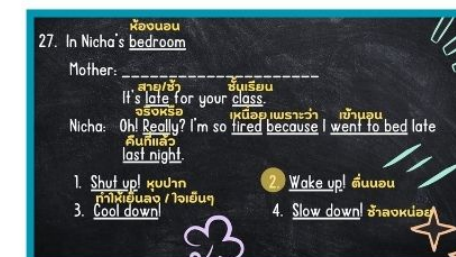 ห้องนอน
27. In Nicha's bedroom
Mother: ____________________
สาย/ช้า ชั้นเรียน
It's late for your class.
จริงหรือ เหนื่อย เพราะว่า เข้านอน
Nicha: Oh! Really? I'm so tired because I went to bed late
คืนที่แล้ว
last night.
1. Shut up! หุบปาก 2. Wake up! ตื่นนอน
ทำให้เย็นลง / ใจเย็นๆ
3. Cool down! 4. Slow down! ช้าลงหน่อย